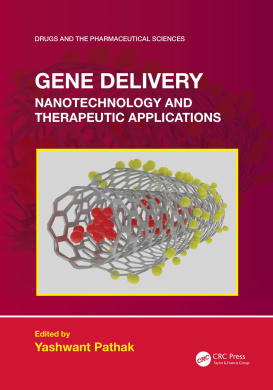 DRUGS AND THE PHARMACEUTICAL SCIENCES
GENE DELIVERY
NANOTECHNOLOGY AND
THERAPEUTIC APPLICATIONS
Edited by
Yashwant Pathak
CRC
CRC Press
Taylor & Francis Group